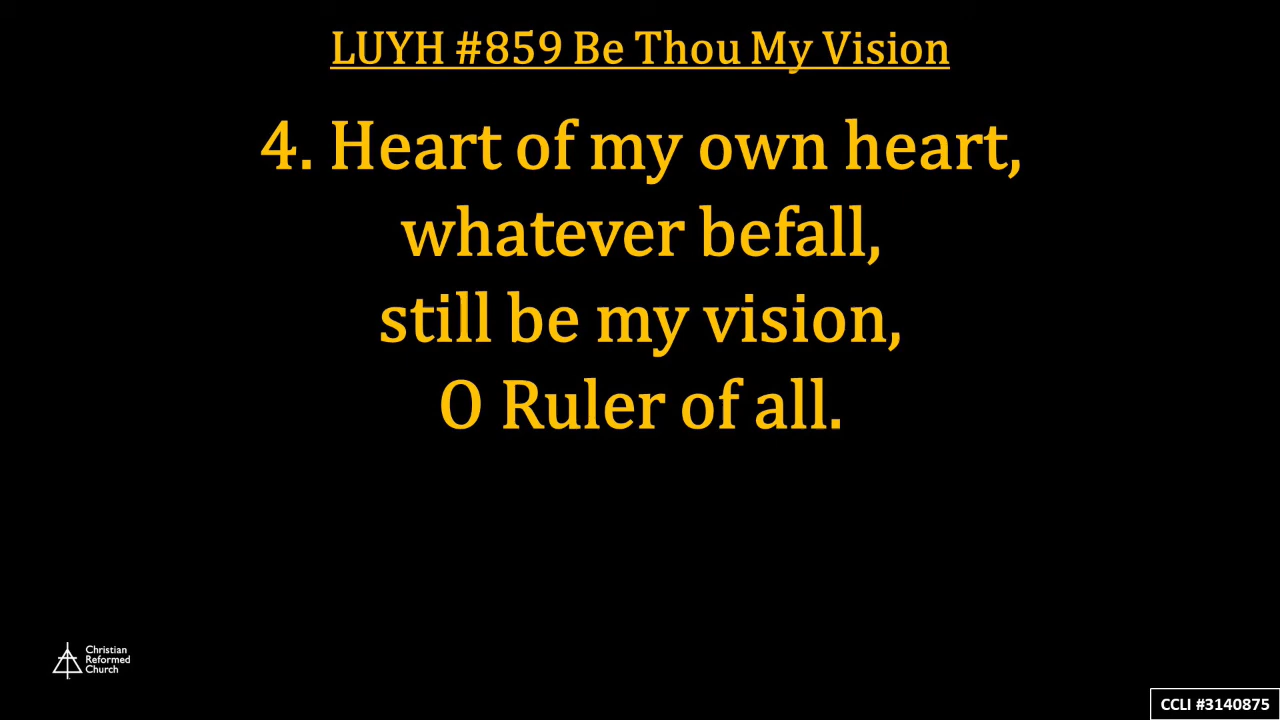 LUYH #859 Be Thou My Vision
4. Heart of my own heart,
whatever befall,
still be my vision,
O Ruler of all.
Christian
Reformed
Church
CCLI #3140875